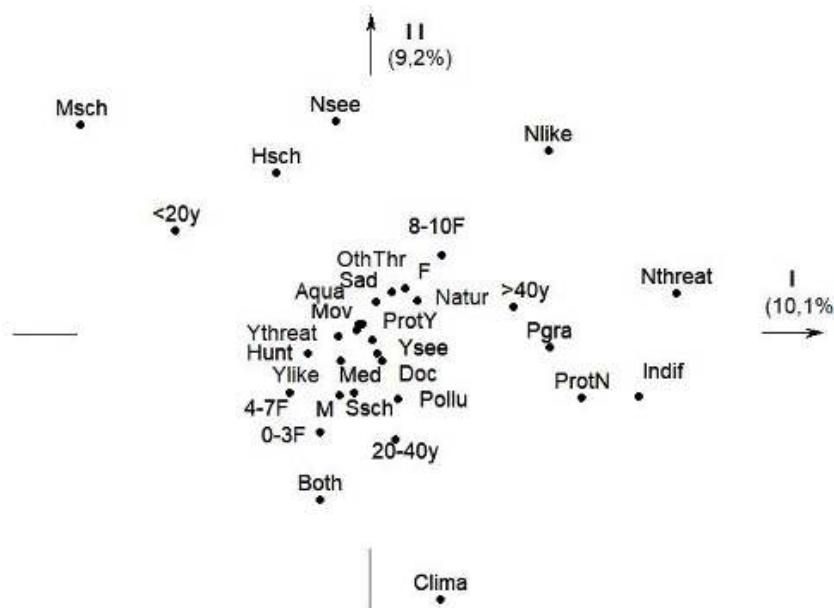 I I
(9,2%)
Msch
Nsee
Nlike
Hsch
<20y
8-10F
OthThr
F
Nthreat
I
Sad
Aqua
Natur
>40y
(10,1%
Mov
ProtY
Ythreat
Pgra
Hunt
Ysee
Ylike
Med
Doc
ProtN
Indif
4-7F
M
Ssch
Pollu
0-3F
20-40y
Both
Clima